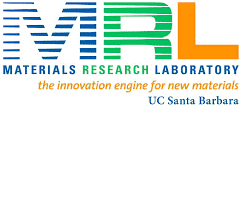 MRL
MATERIALS RESEARCH LABORATORY
the innovation engine for new materials
UC Santa Barbara